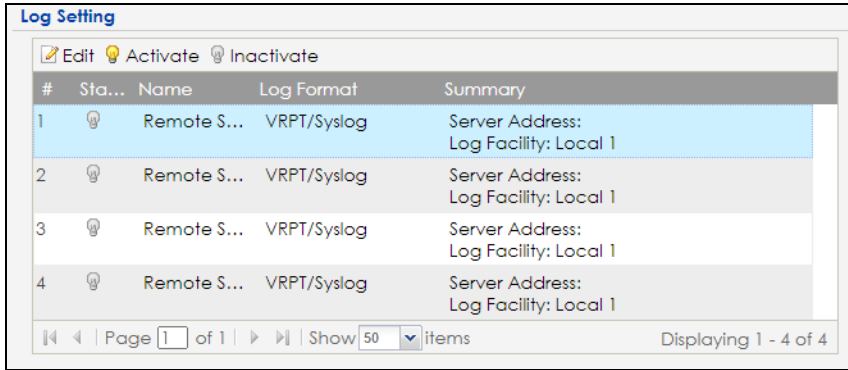 Log Setting
Edit Activate Inactivate
# Sta... Name Log Format Summary
1 Remote S... VRPT/Syslog Server Address:
Log Facility: Local 1
2 Remote S... VRPT/Syslog Server Address:
Log Facility: Local 1
3 Remote S... VRPT/Syslog Server Address:
Log Facility: Local 1
4 Remote S... VRPT/Syslog Server Address:
Log Facility: Local 1
Page 1 of 1 Show 50 items Displaying 1 - 4 of 4